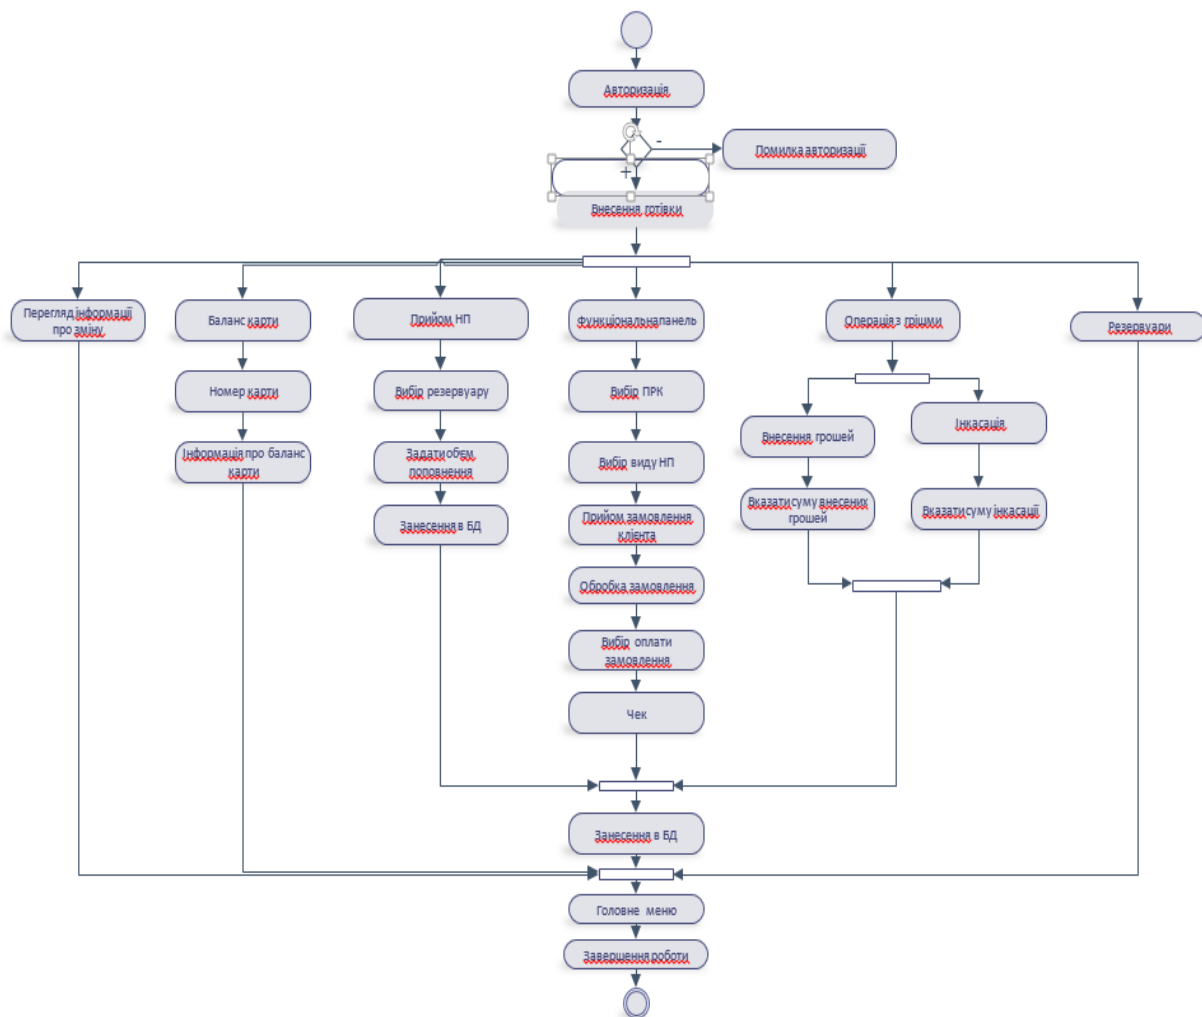 Авторизація
-
Помилка авторизації
+
Внесення готівки
Перегляд інформації
про зміну
Баланс карти
Прийом НП
Функціональна панель
Операція з грішми
Резервуари
Номер карти
Вибір резервуару
Вибір ПРК
Внесення грошей
Інкасація
Інформація про баланс
карти
Задати об'єм
поповнення
Вибір виду НП
Вказати суму внесених
грошей
Вказати суму інкасації
Занесення в БД
Прийом замовлення
клієнта
Обробка замовлення
Вибір оплати
замовлення
Чек
Занесення в БД
Головне меню
Завершення роботи